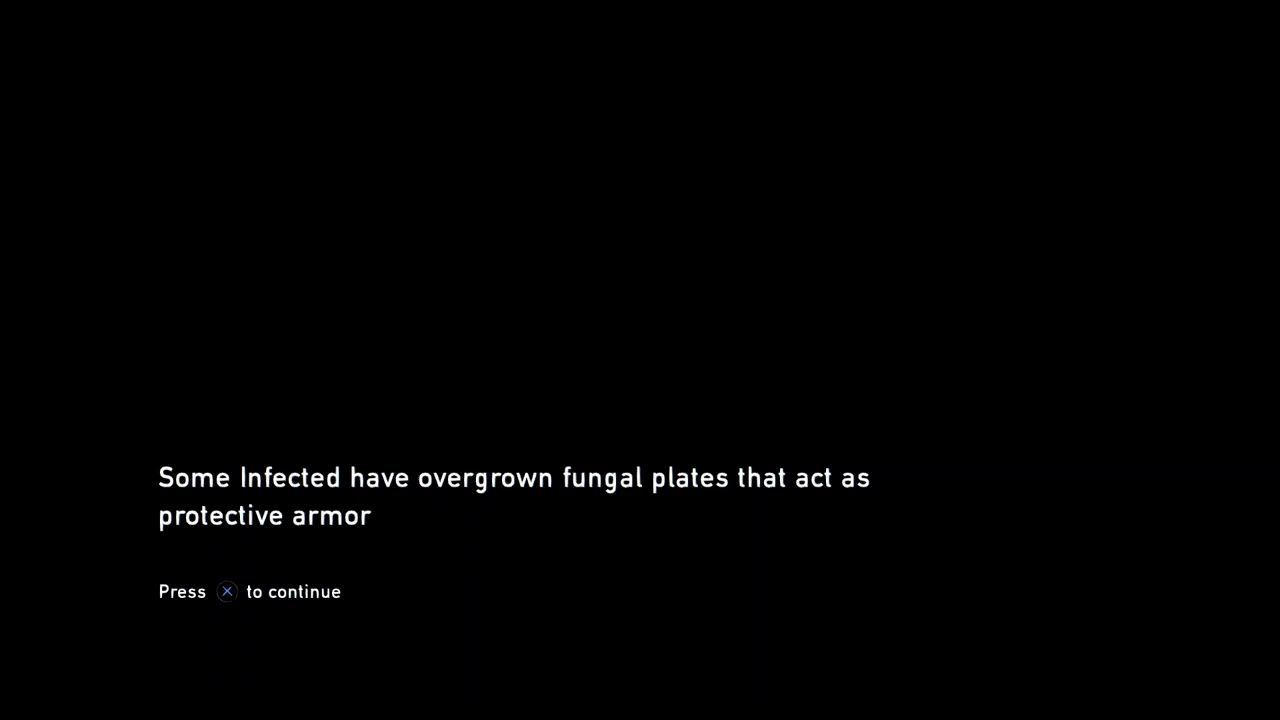 Some Infected have overgrown fungal plates that act as
protective armor
Press ⓧ to continue